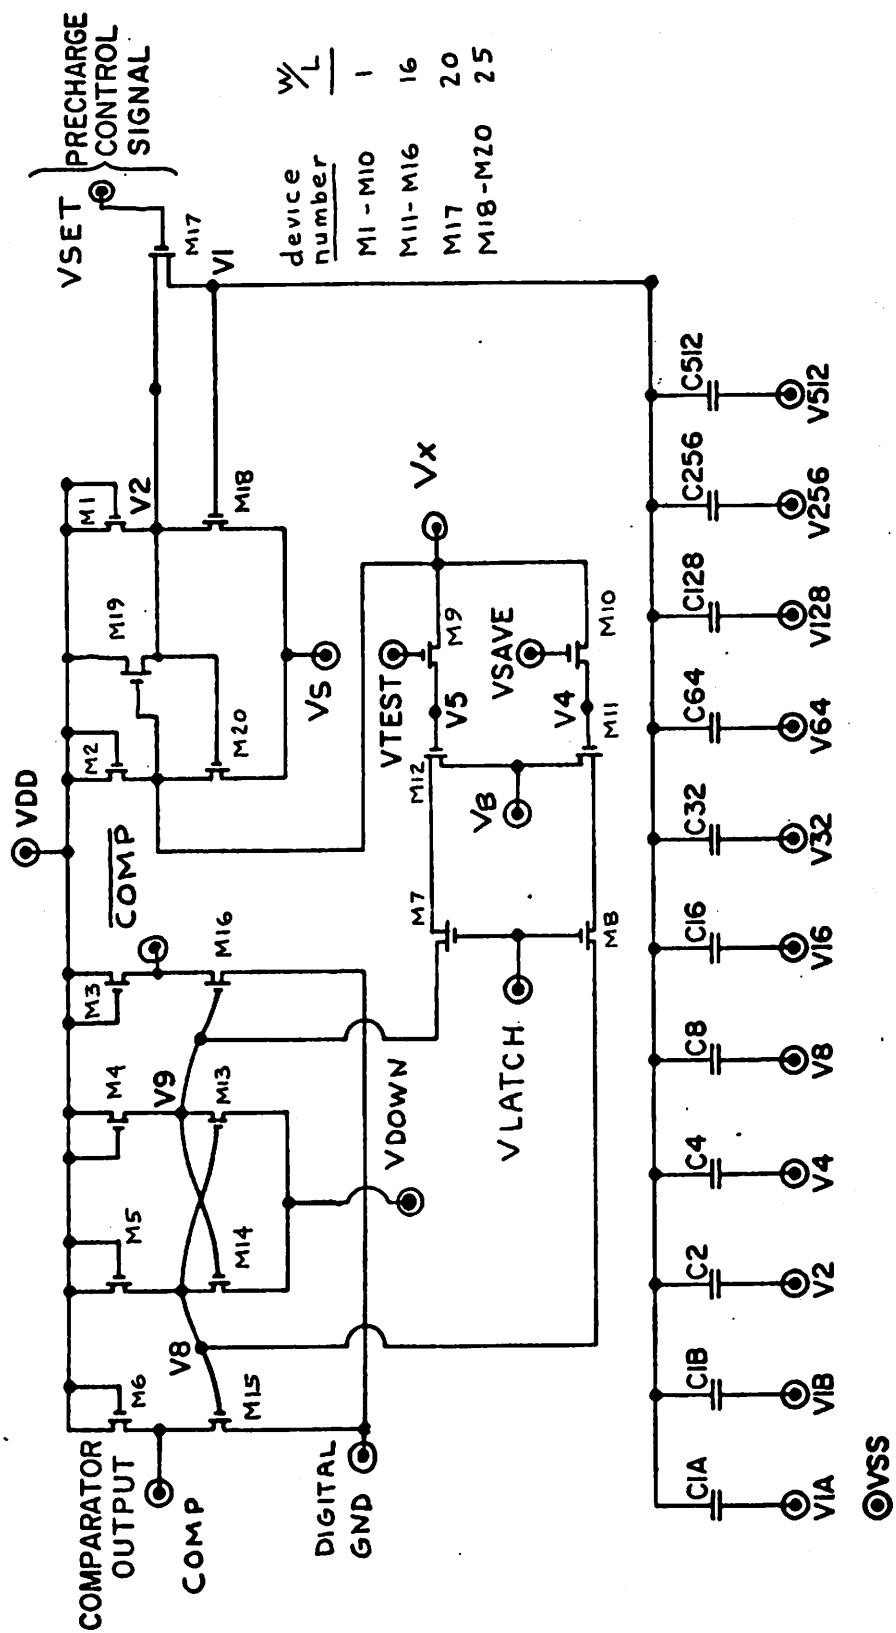 PRECHARGE
CONTROL
SIGNAL
VSET
M17
V1
device
number
W/L
M1-M10 1
M11-M16 16
M17 20
M18-M20 25
VDD
M1
V2
M18
M19
M2
M20
VS
COMP
M3
M16
M4
V9
M13
M5
M14
V8
M6
M15
COMPARATOR
OUTPUT
COMP
DIGITAL
GND
VDOWN
VX
VTEST
M9
V5
M12
VSAVE
M10
V4
M11
VB
M7
M8
VLATCH
C1A
C1B
C2
C4
C8
C16
C32
C64
C128
C256
C512
V1A
V1B
V2
V4
V8
V16
V32
V64
V128
V256
V512
VSS